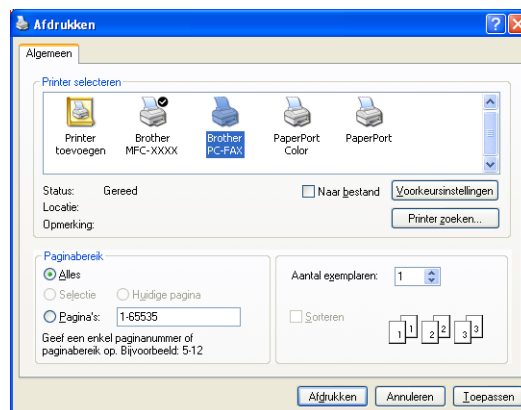 Afdrukken
Algemeen
Printer selecteren
Printer toevoegen
Brother MFC-XXXX
Brother PC-FAX
PaperPort Color
PaperPort
Status: Gereed
Locatie:
Opmerking:
Naar bestand
Voorkeursinstellingen
Printer zoeken...
Paginabereik
Alles
Selectie
Huidige pagina
Pagina's: 1-65535
Geef een enkel paginanummer of
paginabereik op. Bijvoorbeeld: 5-12
Aantal exemplaren: 1
Sorteren
1 1 2 2 3 3
Afdrukken
Annuleren
Toepassen